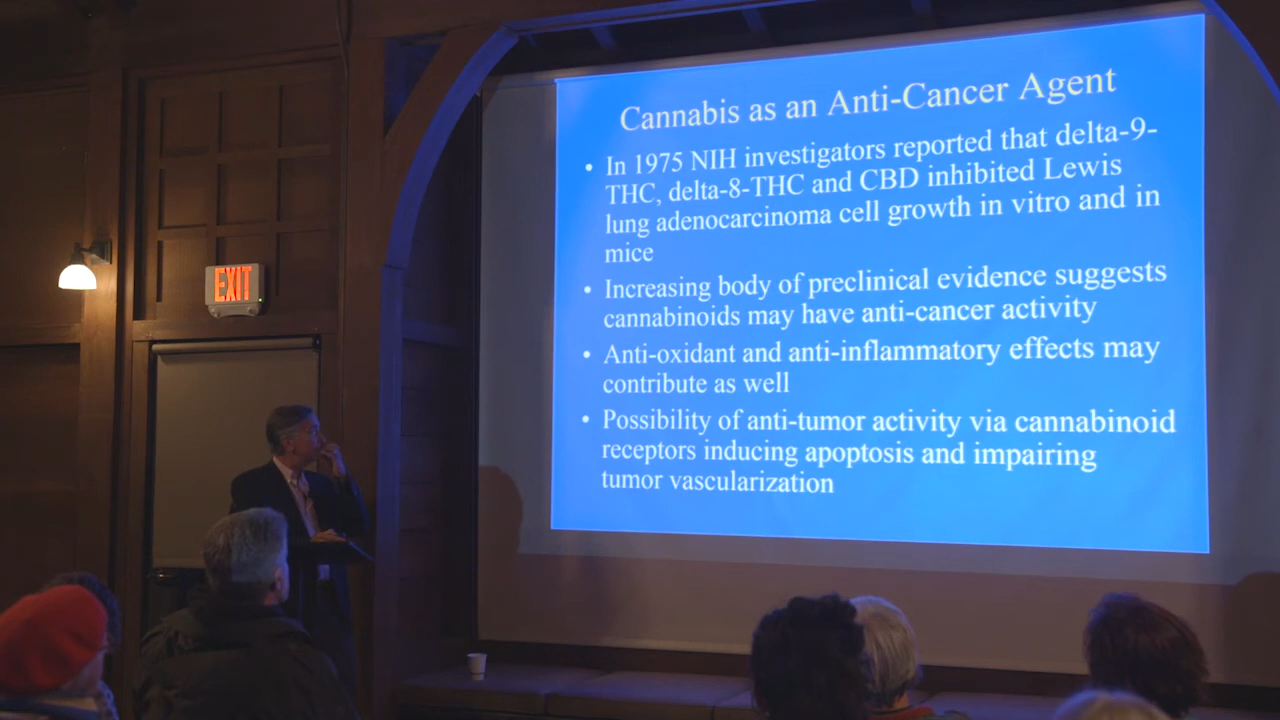 Cannabis as an Anti-Cancer Agent
• In 1975 NIH investigators reported that delta-9-
THC, delta-8-THC and CBD inhibited Lewis
lung adenocarcinoma cell growth in vitro and in
mice
• Increasing body of preclinical evidence suggests
cannabinoids may have anti-cancer activity
• Anti-oxidant and anti-inflammatory effects may
contribute as well
• Possibility of anti-tumor activity via cannabinoid
receptors inducing apoptosis and impairing
tumor vascularization
EXIT